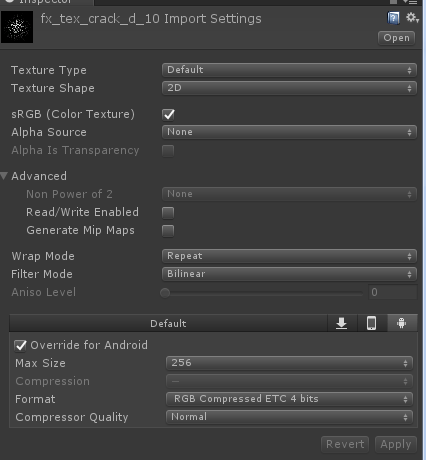 Inspector
fx_tex_crack_d_10 Import Settings
Open
Texture Type Default
Texture Shape 2D
sRGB (Color Texture)
Alpha Source None
Alpha Is Transparency
Advanced
Non Power of 2 None
Read/Write Enabled
Generate Mip Maps
Wrap Mode Repeat
Filter Mode Bilinear
Aniso Level 0
Default
Override for Android
Max Size 256
Compression —
Format RGB Compressed ETC 4 bits
Compressor Quality Normal
Revert Apply